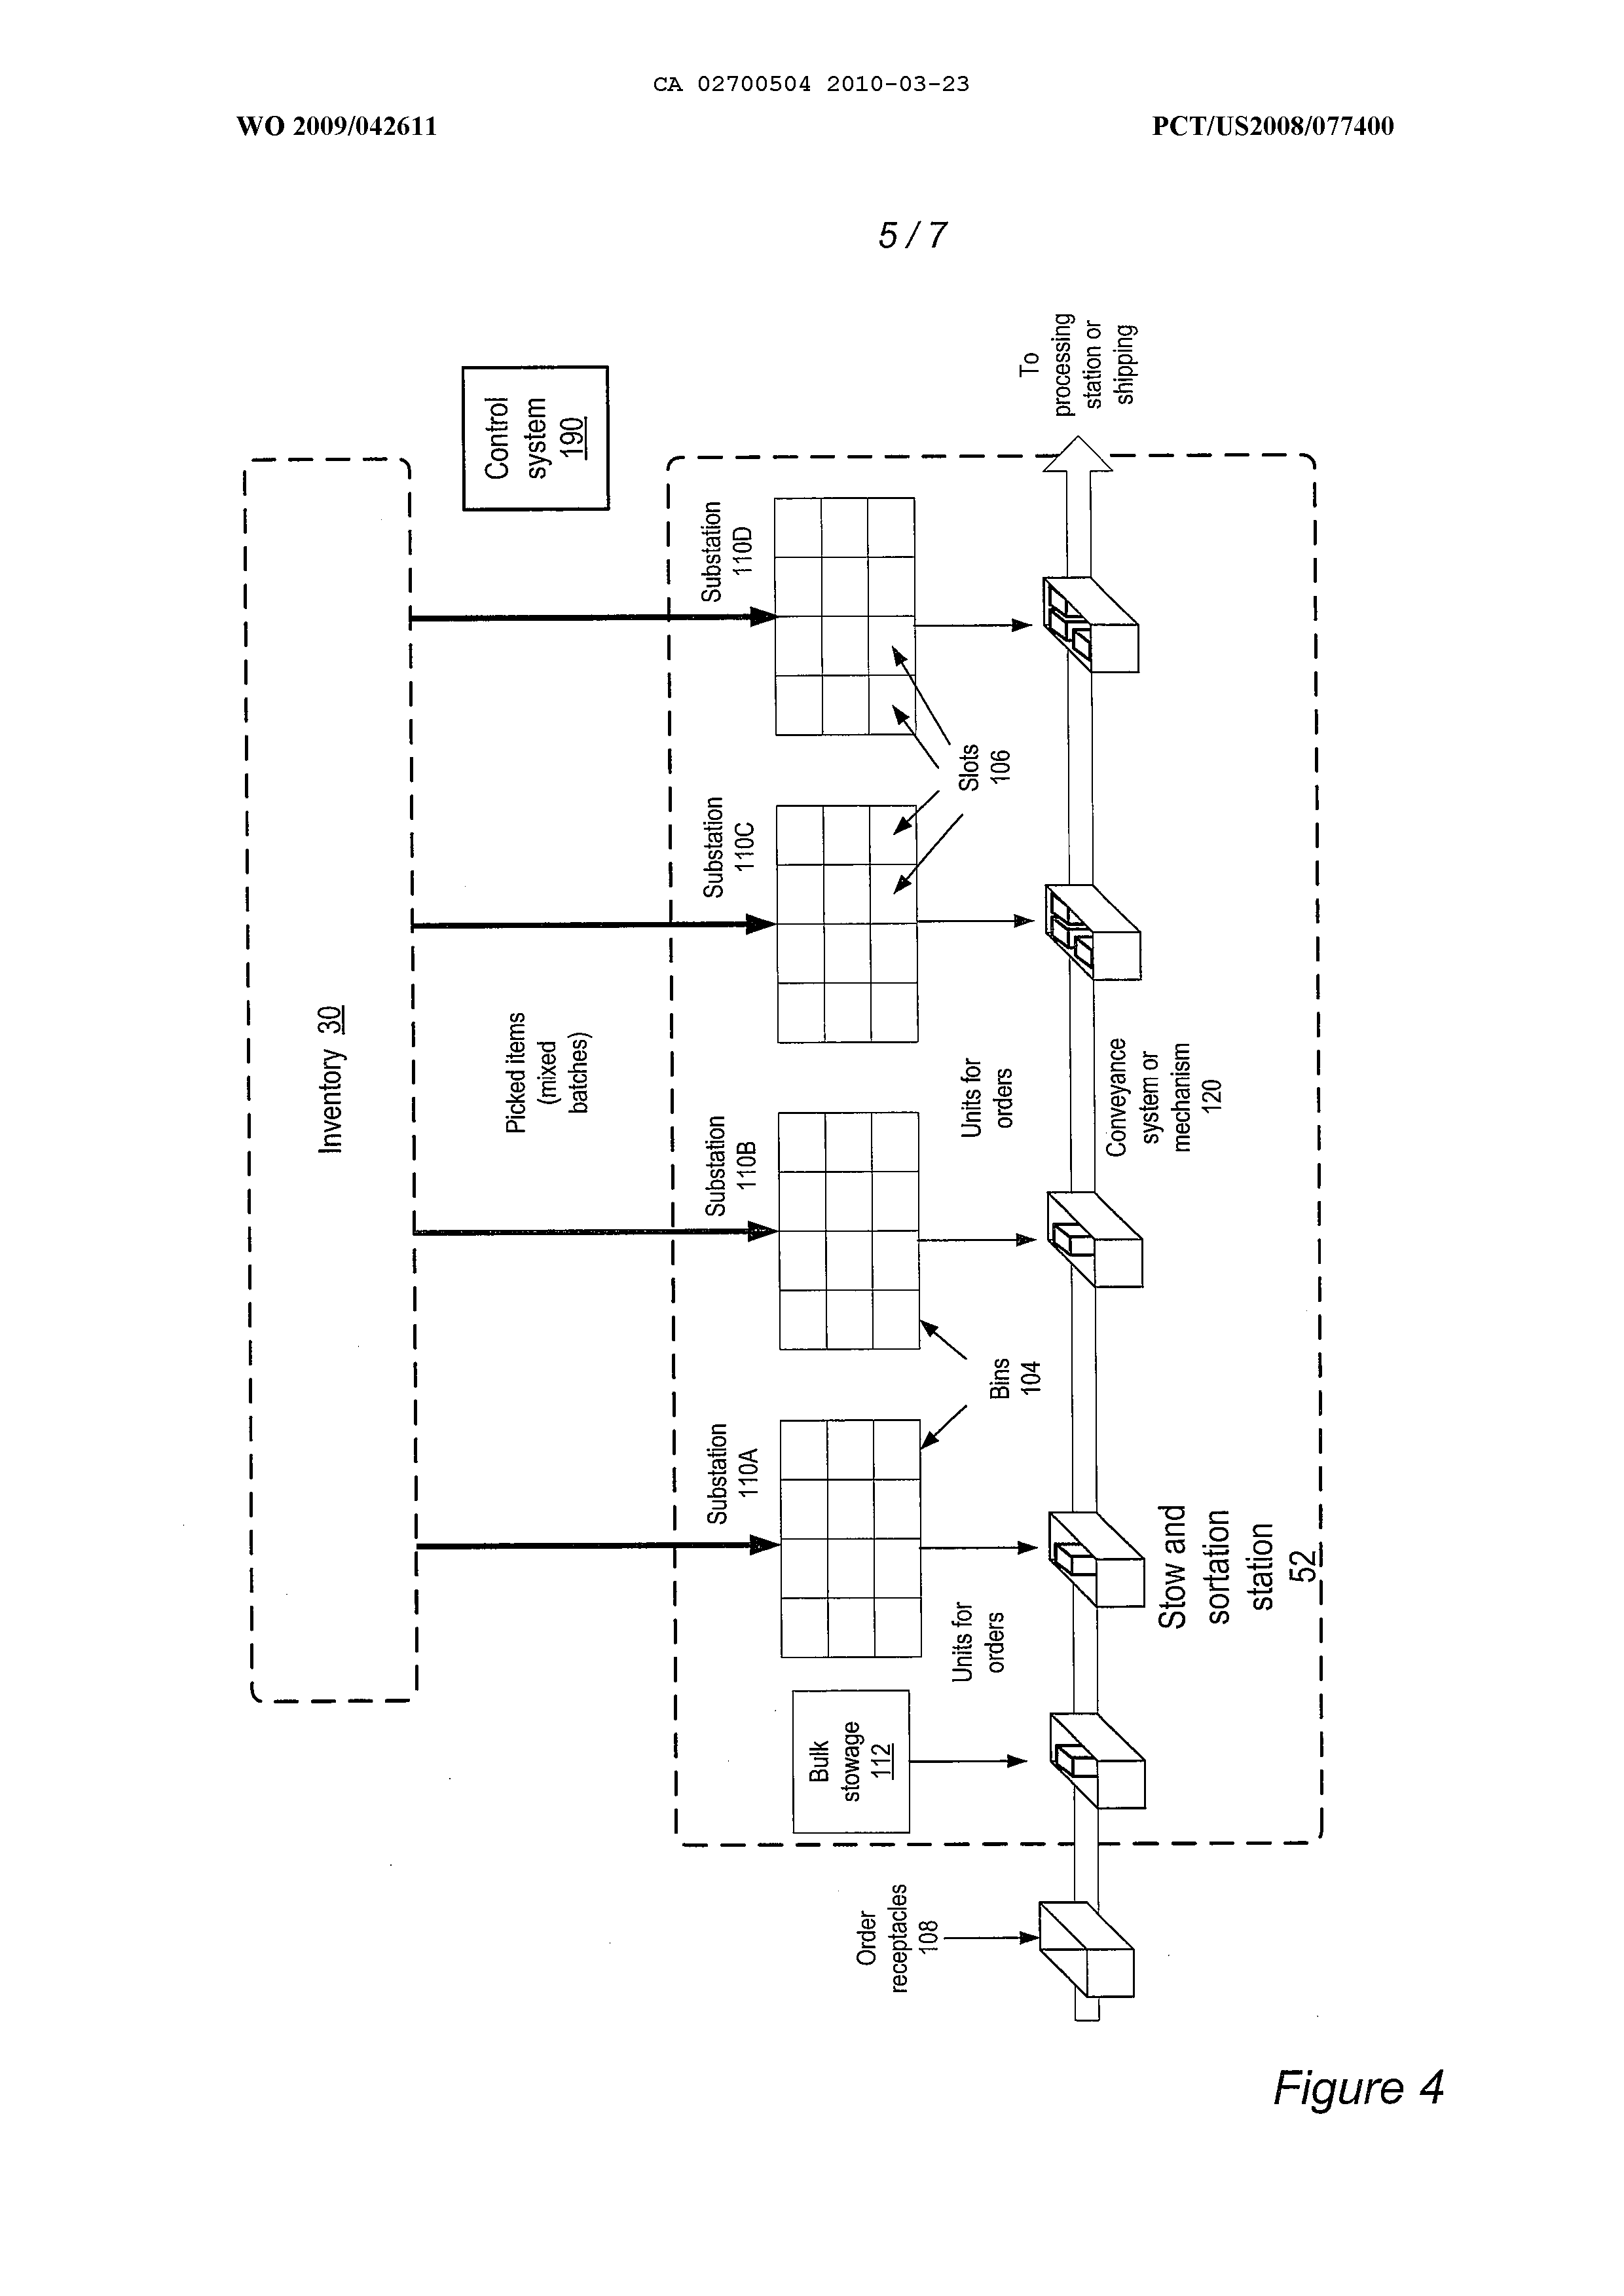 CA 02700504 2010-03-23
WO 2009/042611
PCT/US2008/077400
5/7
Inventory 30
Control
system
190
Picked items
(mixed
batches)
Substation
110A
Substation
110B
Substation
110C
Substation
110D
Bulk
stowage
112
Bins
104
Slots
106
Units for
orders
Units for
orders
Order
receptacles
108
Conveyance
system or
mechanism
120
To
processing
station or
shipping
Stow and
sortation
station
52
Figure 4